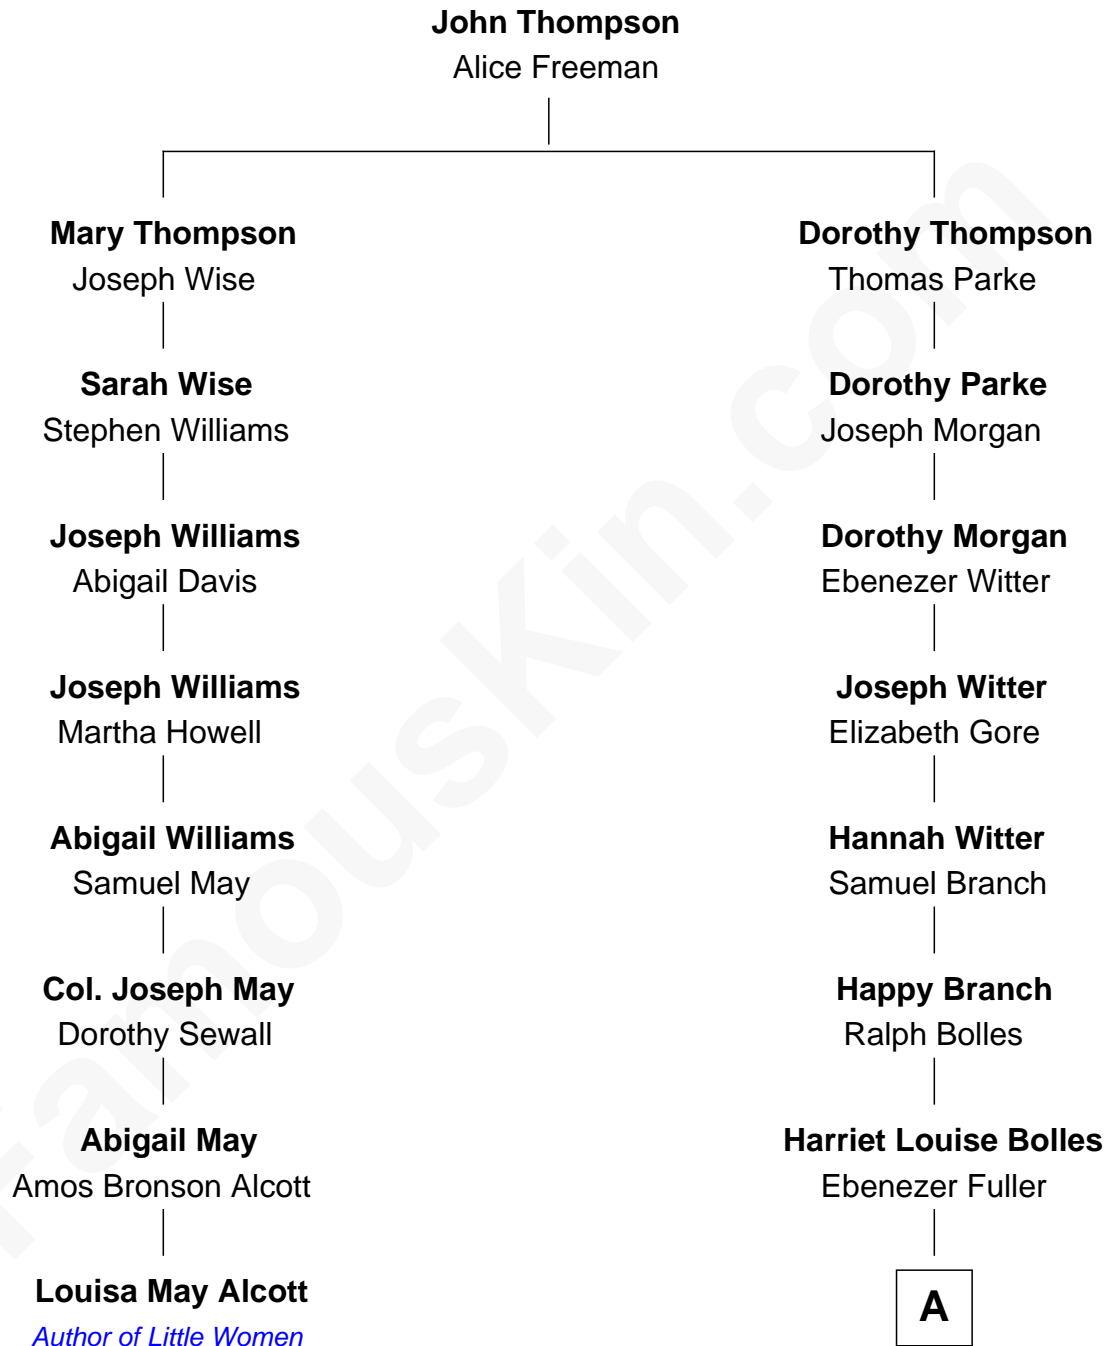 John Thompson
Alice Freeman
Mary Thompson
Joseph Wise
Dorothy Thompson
Thomas Parke
Sarah Wise
Stephen Williams
Dorothy Parke
Joseph Morgan
Joseph Williams
Abigail Davis
Dorothy Morgan
Ebenezer Witter
Joseph Williams
Martha Howell
Joseph Witter
Elizabeth Gore
Abigail Williams
Samuel May
Hannah Witter
Samuel Branch
Col. Joseph May
Dorothy Sewall
Happy Branch
Ralph Bolles
Abigail May
Amos Bronson Alcott
Harriet Louise Bolles
Ebenezer Fuller
Louisa May Alcott
Author of Little Women
A
FamousKin.com